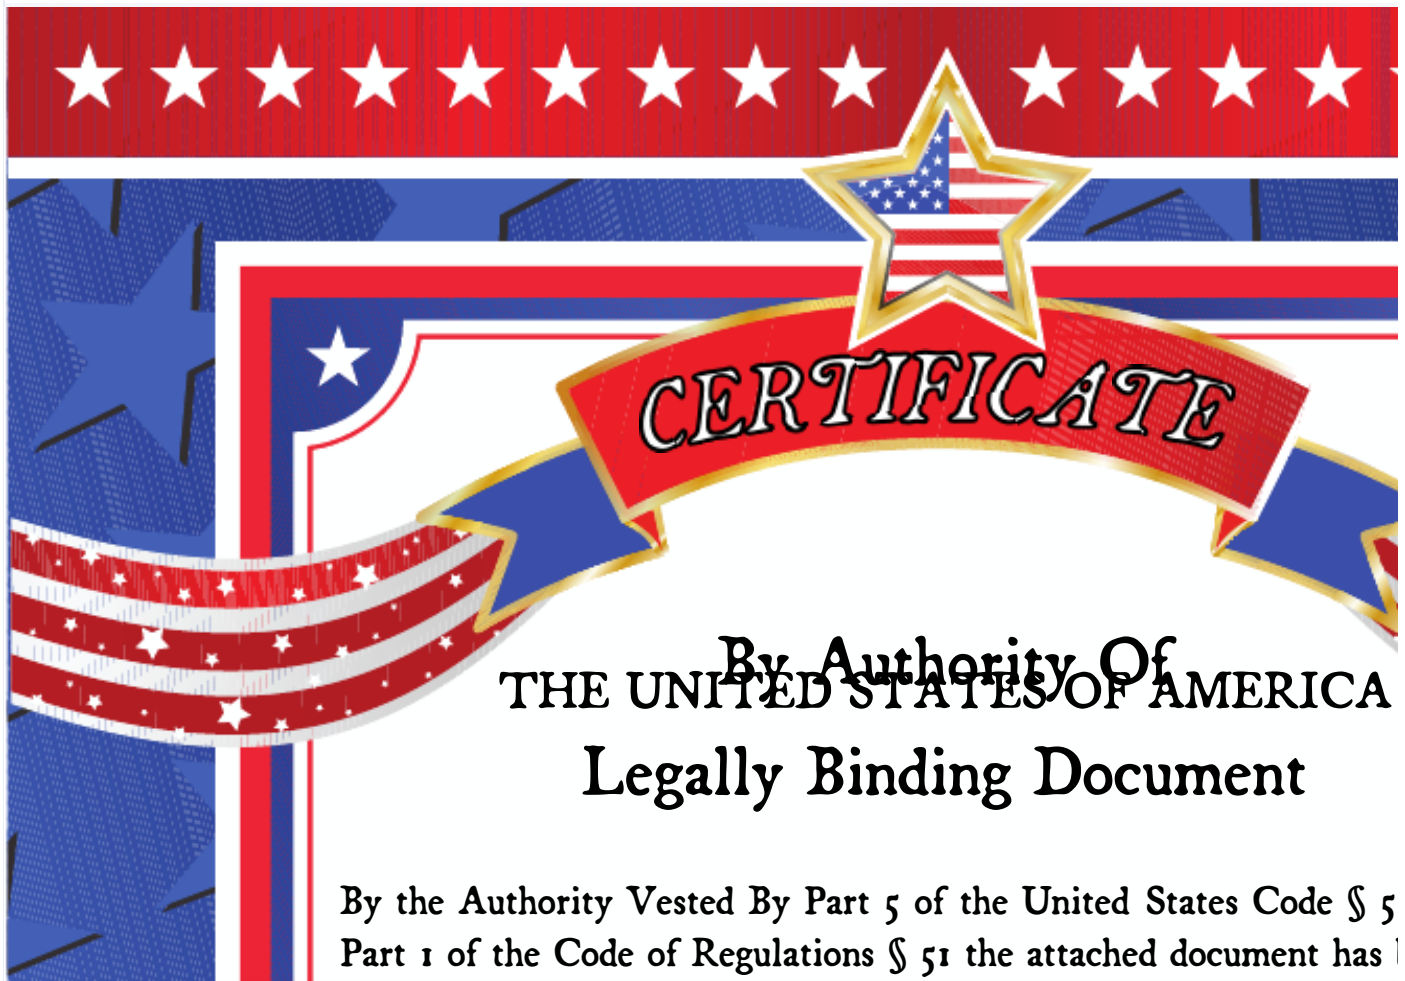 CERTIFICATE
By Authority Of
THE UNITED STATES OF AMERICA
Legally Binding Document
By the Authority Vested By Part 5 of the United States Code § 5
Part 1 of the Code of Regulations § 51 the attached document has